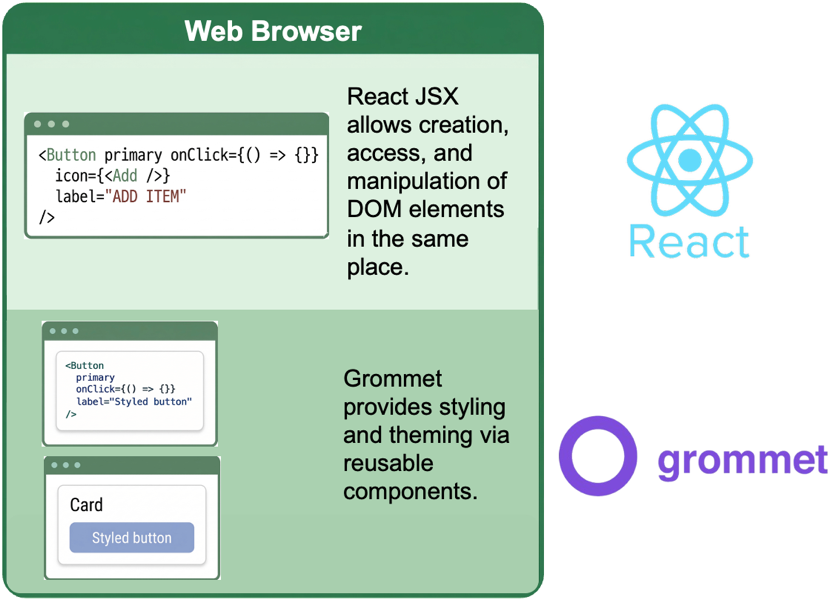 Web Browser
<Button primary onClick={() => {}}
icon={<Add />}
label="ADD ITEM"
/>
React JSX
allows creation,
access, and
manipulation of
DOM elements
in the same
place.
React
<Button
primary
onClick={() => {}}
label="Styled button"
/>
Card
Styled button
Grommet
provides styling
and theming via
reusable
components.
grommet